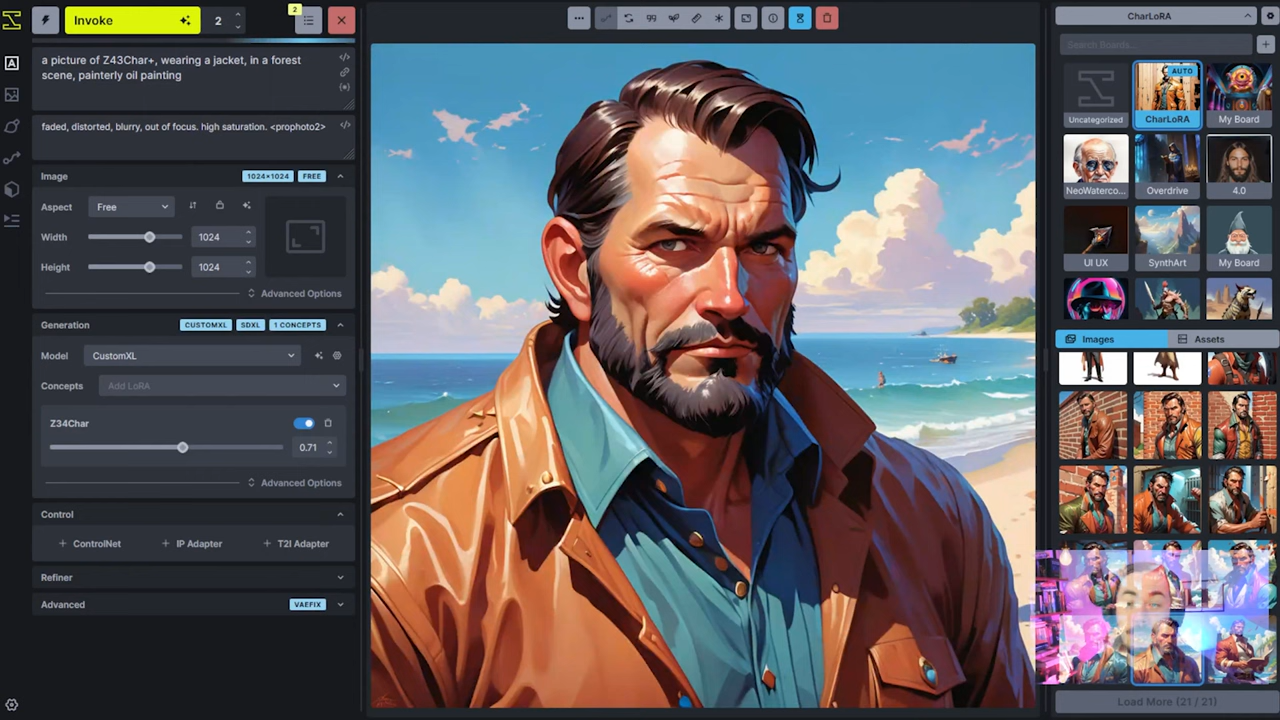 Invoke
2
2
a picture of Z43Char+, wearing a jacket, in a forest
scene, painterly oil painting
faded, distorted, blurry, out of focus. high saturation. <prophoto2>
Image
1024×1024
FREE
Aspect
Free
Width
1024
Height
1024
Advanced Options
Generation
CUSTOMXL
SDXL
1 CONCEPTS
Model
CustomXL
Concepts
Add LoRA
Z34Char
0.71
Advanced Options
Control
+ ControlNet
+ IP Adapter
+ T2I Adapter
Refiner
Advanced
VAEFIX
CharLoRA
Search Boards...
AUTO
Uncategorized
CharLoRA
My Board
NeoWaterco...
Overdrive
4.0
UI UX
SynthArt
My Board
Images
Assets
Load More (21 / 21)